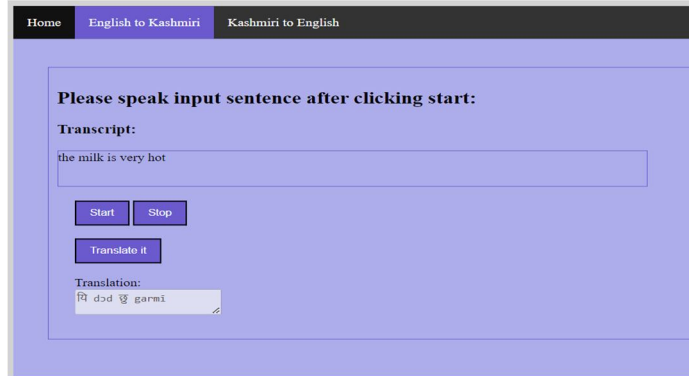 Home English to Kashmiri Kashmiri to English
Please speak input sentence after clicking start:
Transcript:
the milk is very hot
Start Stop
Translate it
Translation:
यि dɔd छु garmī